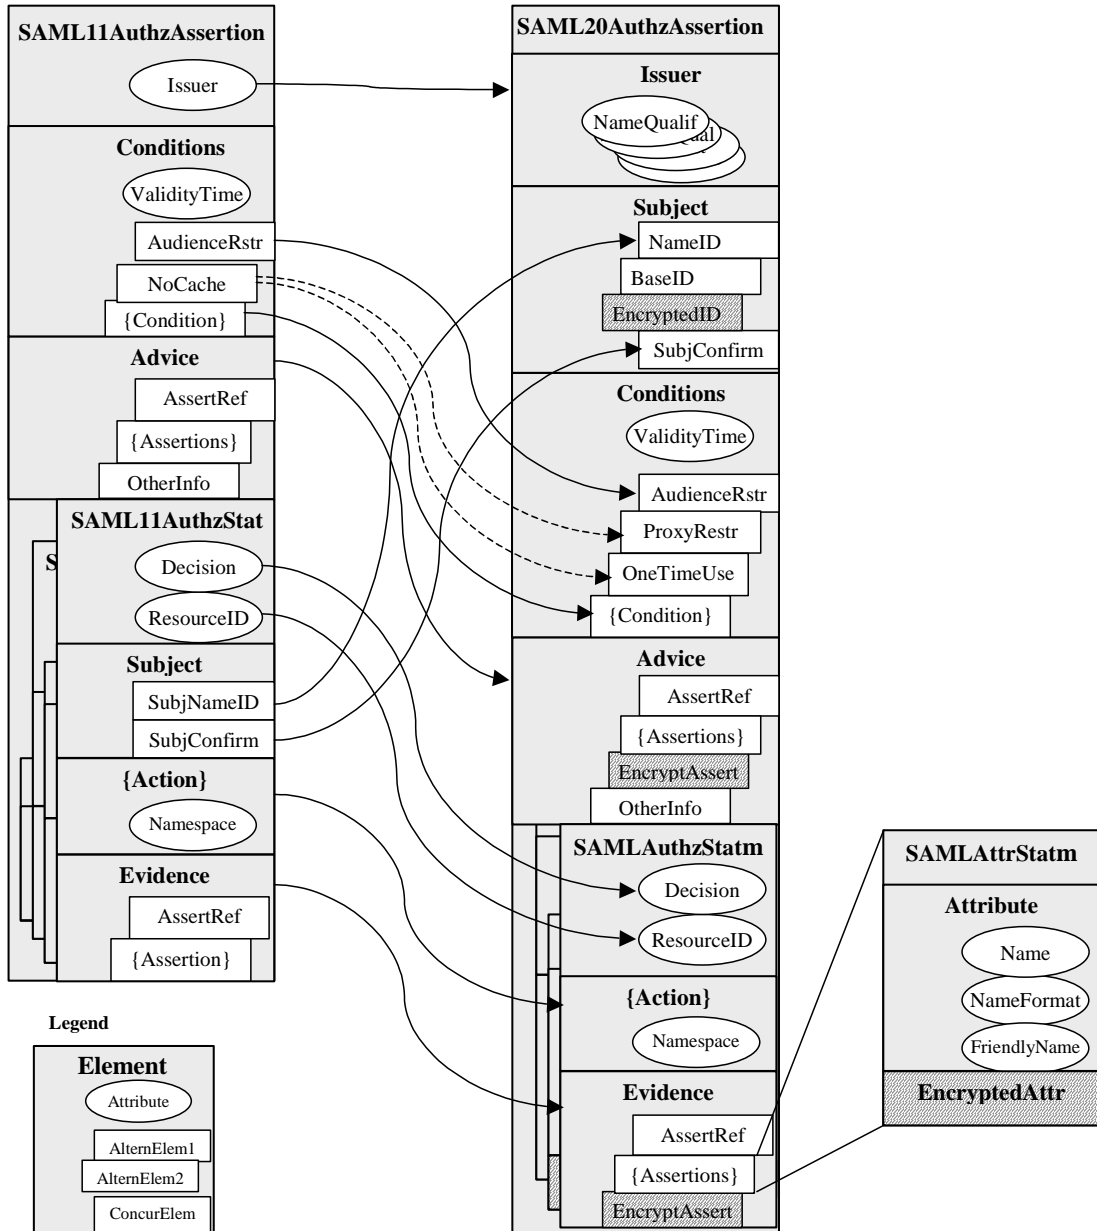 SAML11AuthzAssertion
Issuer
Conditions
ValidityTime
AudienceRstr
NoCache
{Condition}
Advice
AssertRef
{Assertions}
OtherInfo
SAML11AuthzStat
S
Decision
ResourceID
Subject
SubjNameID
SubjConfirm
{Action}
Namespace
Evidence
AssertRef
{Assertion}
Legend
Element
Attribute
AlternElem1
AlternElem2
ConcurElem
SAML20AuthzAssertion
Issuer
NameQualif
Subject
NameID
BaseID
EncryptedID
SubjConfirm
Conditions
ValidityTime
AudienceRstr
ProxyRestr
OneTimeUse
{Condition}
Advice
AssertRef
{Assertions}
EncryptAssert
OtherInfo
SAMLAuthzStatm
Decision
ResourceID
{Action}
Namespace
Evidence
AssertRef
{Assertions}
EncryptAssert
SAMLAttrStatm
Attribute
Name
NameFormat
FriendlyName
EncryptedAttr